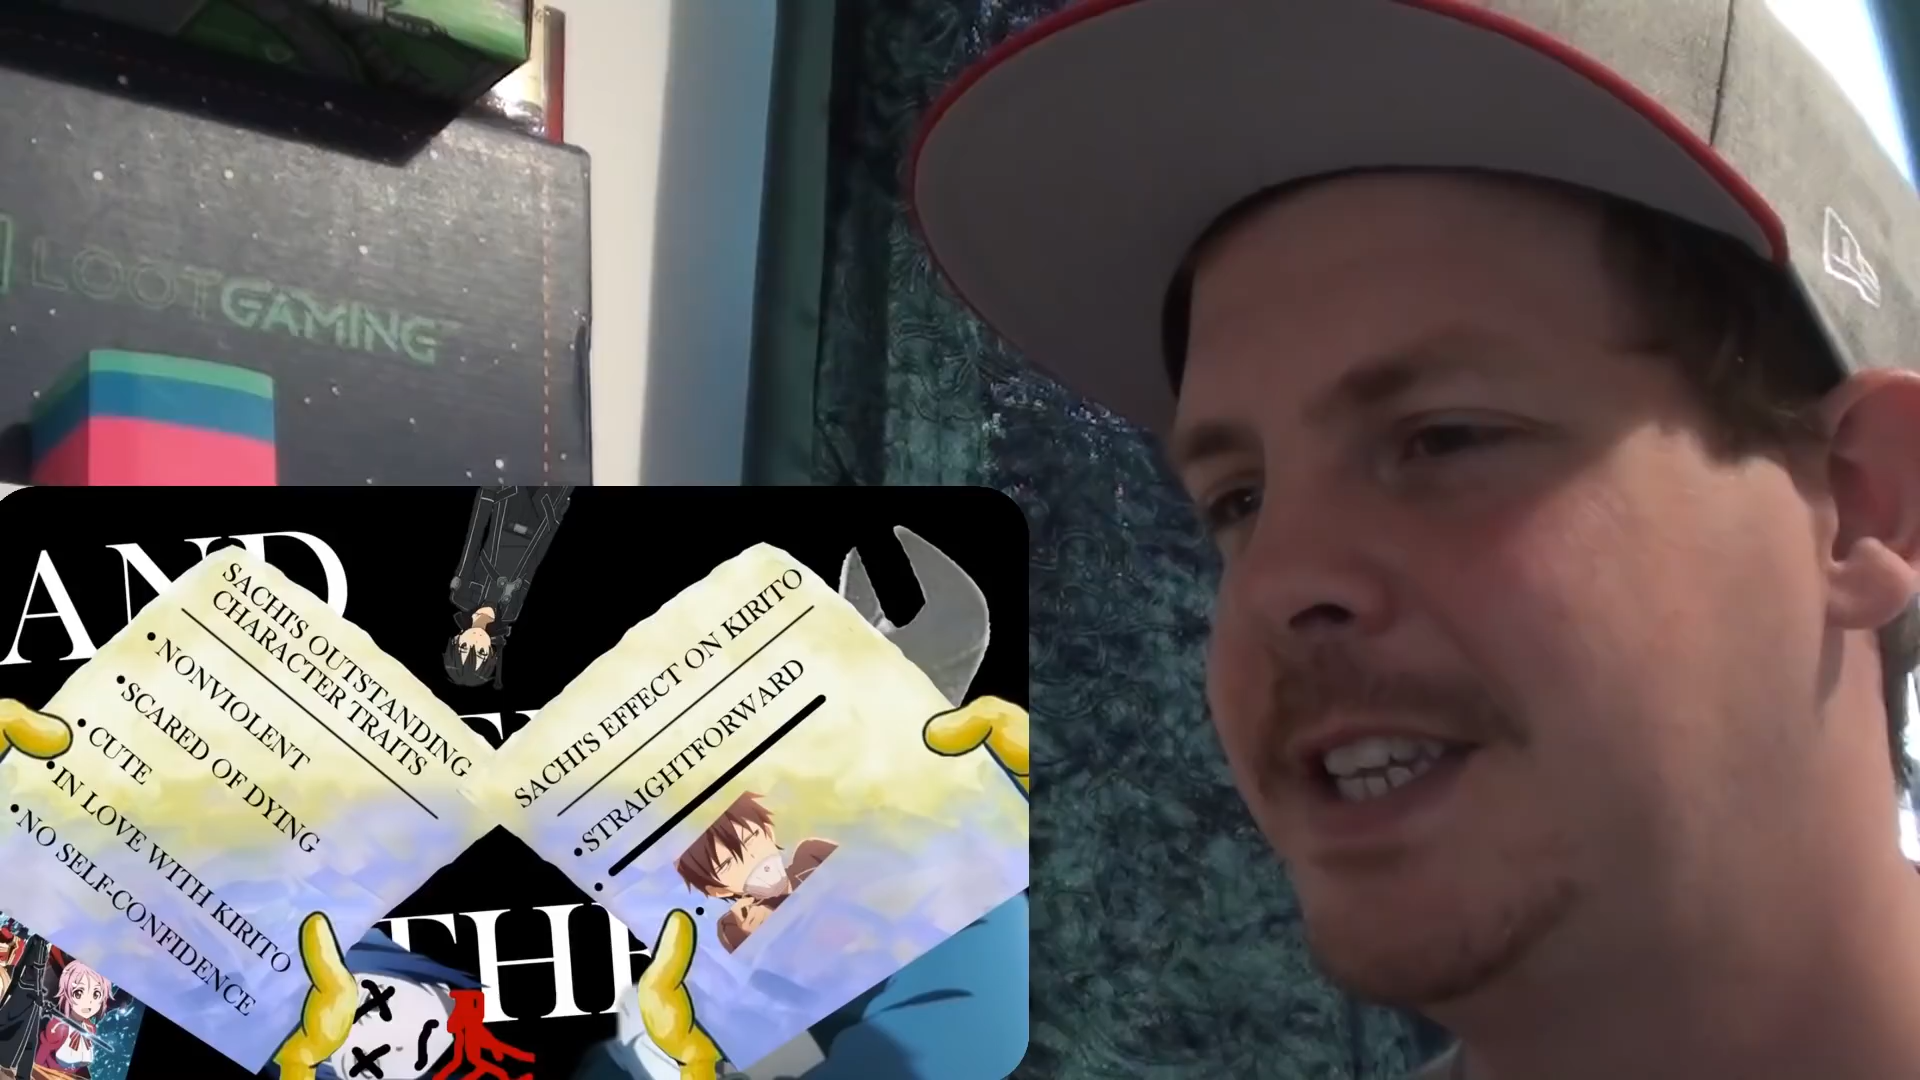 LOOTGAMING
AND
SACHI'S OUTSTANDING
CHARACTER TRAITS
• NONVIOLENT
• SCARED OF DYING
• CUTE
• IN LOVE WITH KIRITO
• NO SELF-CONFIDENCE
SACHI'S EFFECT ON KIRITO
• STRAIGHTFORWARD
•
•
TH